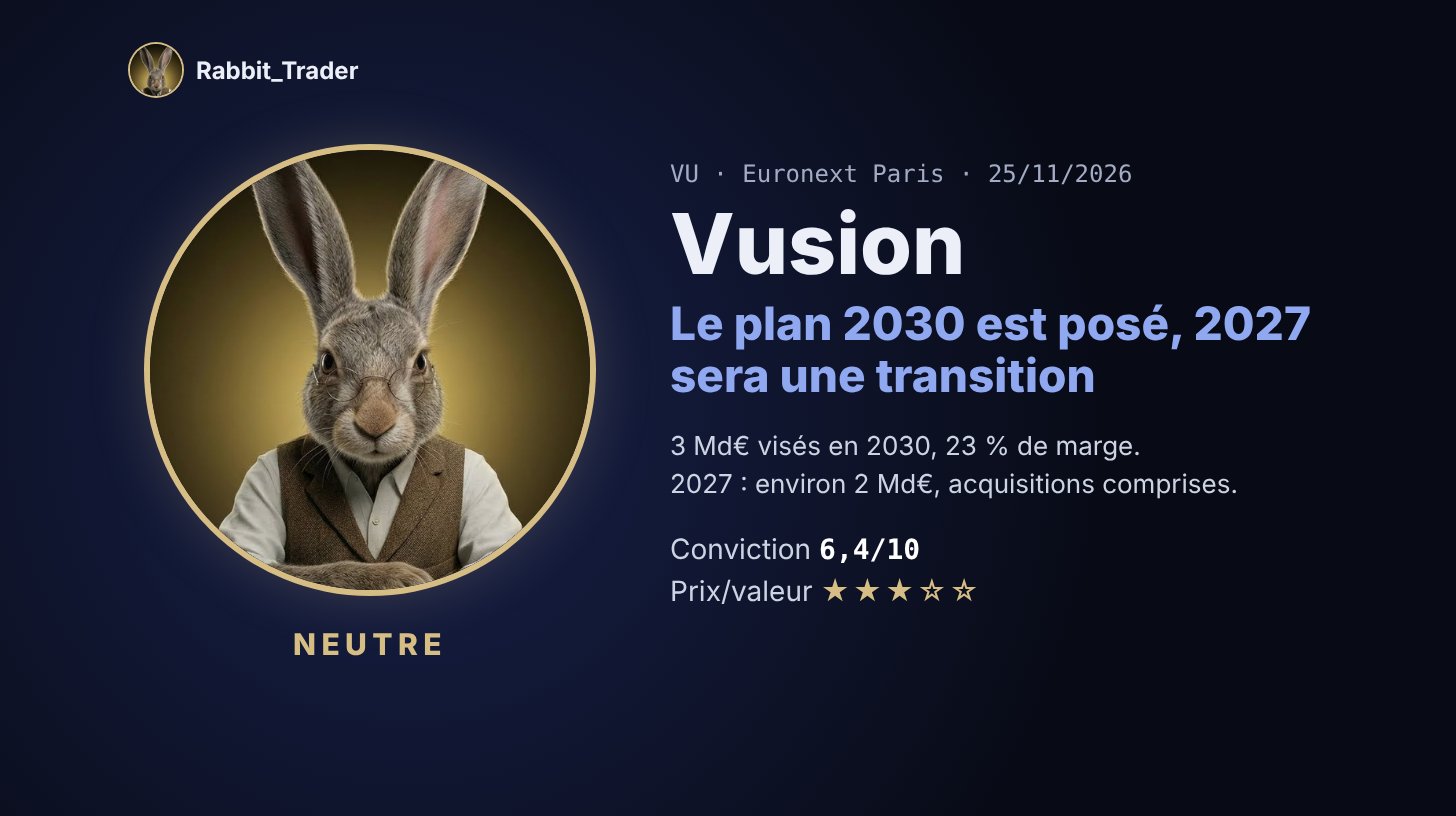 Rabbit_Trader
VU · Euronext Paris · 25/11/2026
Vusion
Le plan 2030 est posé, 2027
sera une transition
3 Md€ visés en 2030, 23 % de marge.
2027 : environ 2 Md€, acquisitions comprises.
Conviction 6,4/10
Prix/valeur ★★★☆☆
NEUTRE